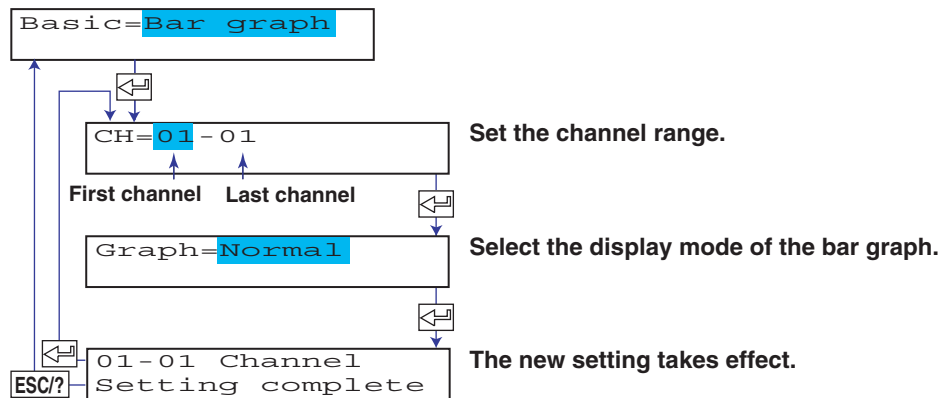 Basic=Bar graph
CH=01-01
Set the channel range.
First channel Last channel
Graph=Normal
Select the display mode of the bar graph.
01-01 Channel
The new setting takes effect.
ESC/?
Setting complete